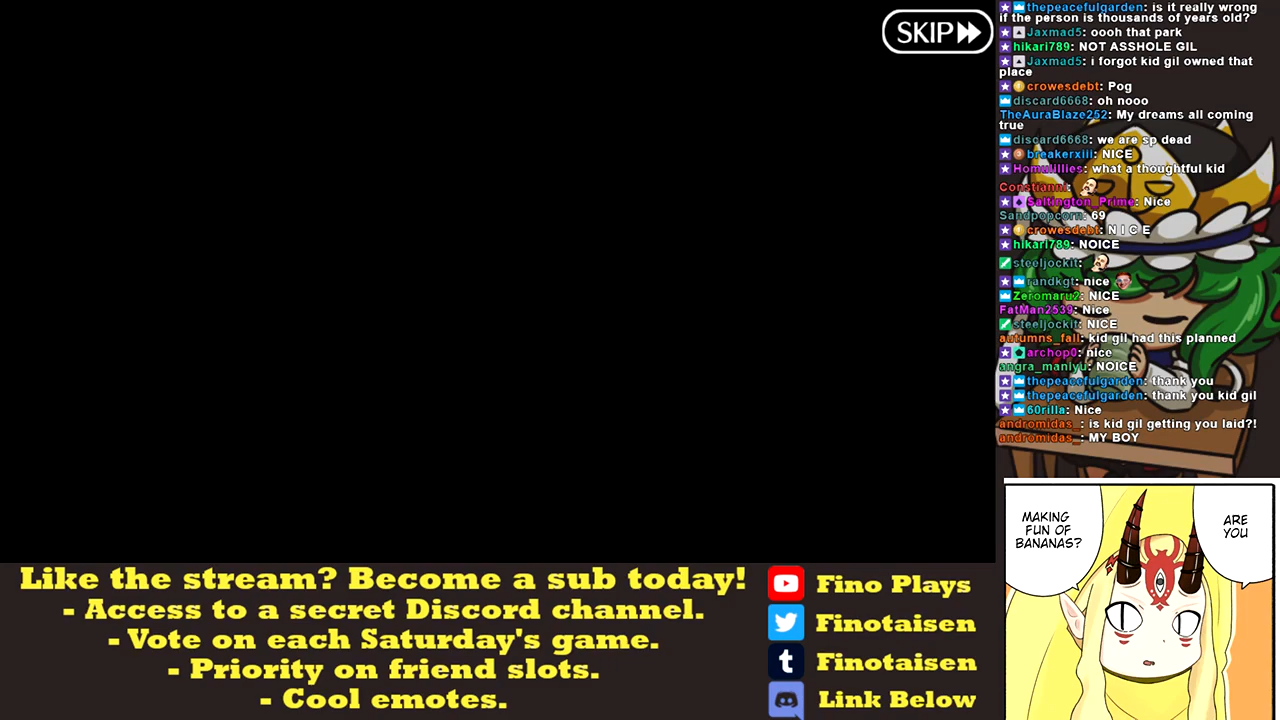 SKIP
thepeacefulgarden: is it really wrong
if the person is thousands of years old?
Jaxmad5: oooh that park
hikari789: NOT ASSHOLE GIL
Jaxmad5: i forgot kid gil owned that
place
crowesdebt: Pog
discard6668: oh nooo
TheAuraBlaze252: My dreams all coming
true
discard6668: we are sp dead
breakerxiii: NICE
Homulillies: what a thoughtful kid
Constianni:
Saltington_Prime: Nice
Sandpopcorn: 69
crowesdebt: N I C E
hikari789: NOICE
steeljockit:
randkgt: nice
Zeromaru2: NICE
FatMan2539: Nice
steeljockit: NICE
autumns_fall: kid gil had this planned
archop0: nice
angra_maniyu: NOICE
thepeacefulgarden: thank you
thepeacefulgarden: thank you kid gil
60rilla: Nice
andromidas_: is kid gil getting you laid?!
andromidas_: MY BOY
ARE
YOU
MAKING
FUN OF
BANANAS?
Like the stream? Become a sub today!
- Access to a secret Discord channel.
- Vote on each Saturday's game.
- Priority on friend slots.
- Cool emotes.
Fino Plays
Finotaisen
Finotaisen
Link Below